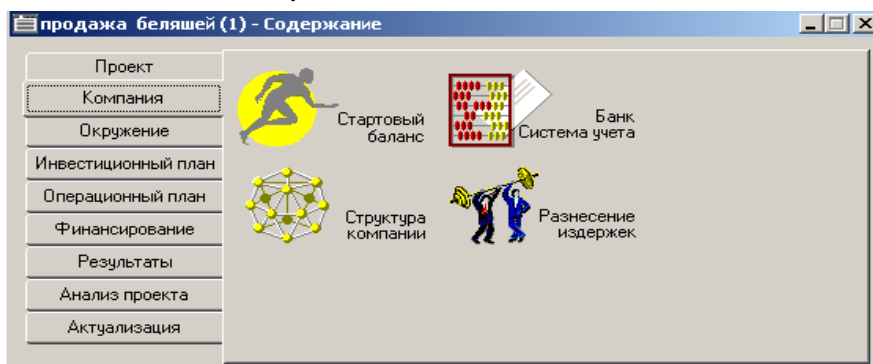 продажа беляшей (1) - Содержание
Проект
Компания
Окружение
Инвестиционный план
Операционный план
Финансирование
Результаты
Анализ проекта
Актуализация
Стартовый
баланс
Банк
Система учета
Структура
компании
Разнесение
издержек